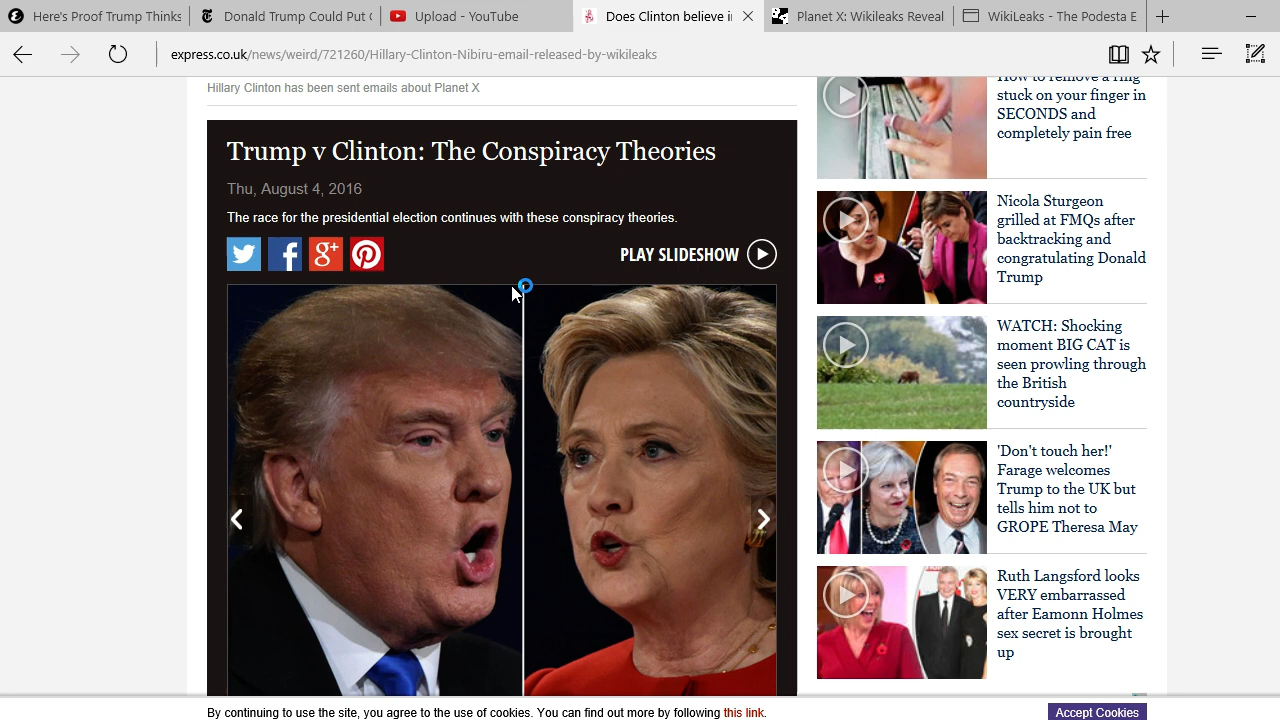 Here's Proof Trump Thinks
Donald Trump Could Put
Upload - YouTube
Does Clinton believe i
Planet X: Wikileaks Reveal
WikiLeaks - The Podesta E
express.co.uk/news/weird/721260/Hillary-Clinton-Nibiru-email-released-by-wikileaks
Hillary Clinton has been sent emails about Planet X
Trump v Clinton: The Conspiracy Theories
Thu, August 4, 2016
The race for the presidential election continues with these conspiracy theories.
g+
PLAY SLIDESHOW
How to remove a ring
stuck on your finger in
SECONDS and
completely pain free
Nicola Sturgeon
grilled at FMQs after
backtracking and
congratulating Donald
Trump
WATCH: Shocking
moment BIG CAT is
seen prowling through
the British
countryside
'Don't touch her!'
Farage welcomes
Trump to the UK but
tells him not to
GROPE Theresa May
Ruth Langsford looks
VERY embarrassed
after Eamonn Holmes
sex secret is brought
up
By continuing to use the site, you agree to the use of cookies. You can find out more by following this link.
Accept Cookies